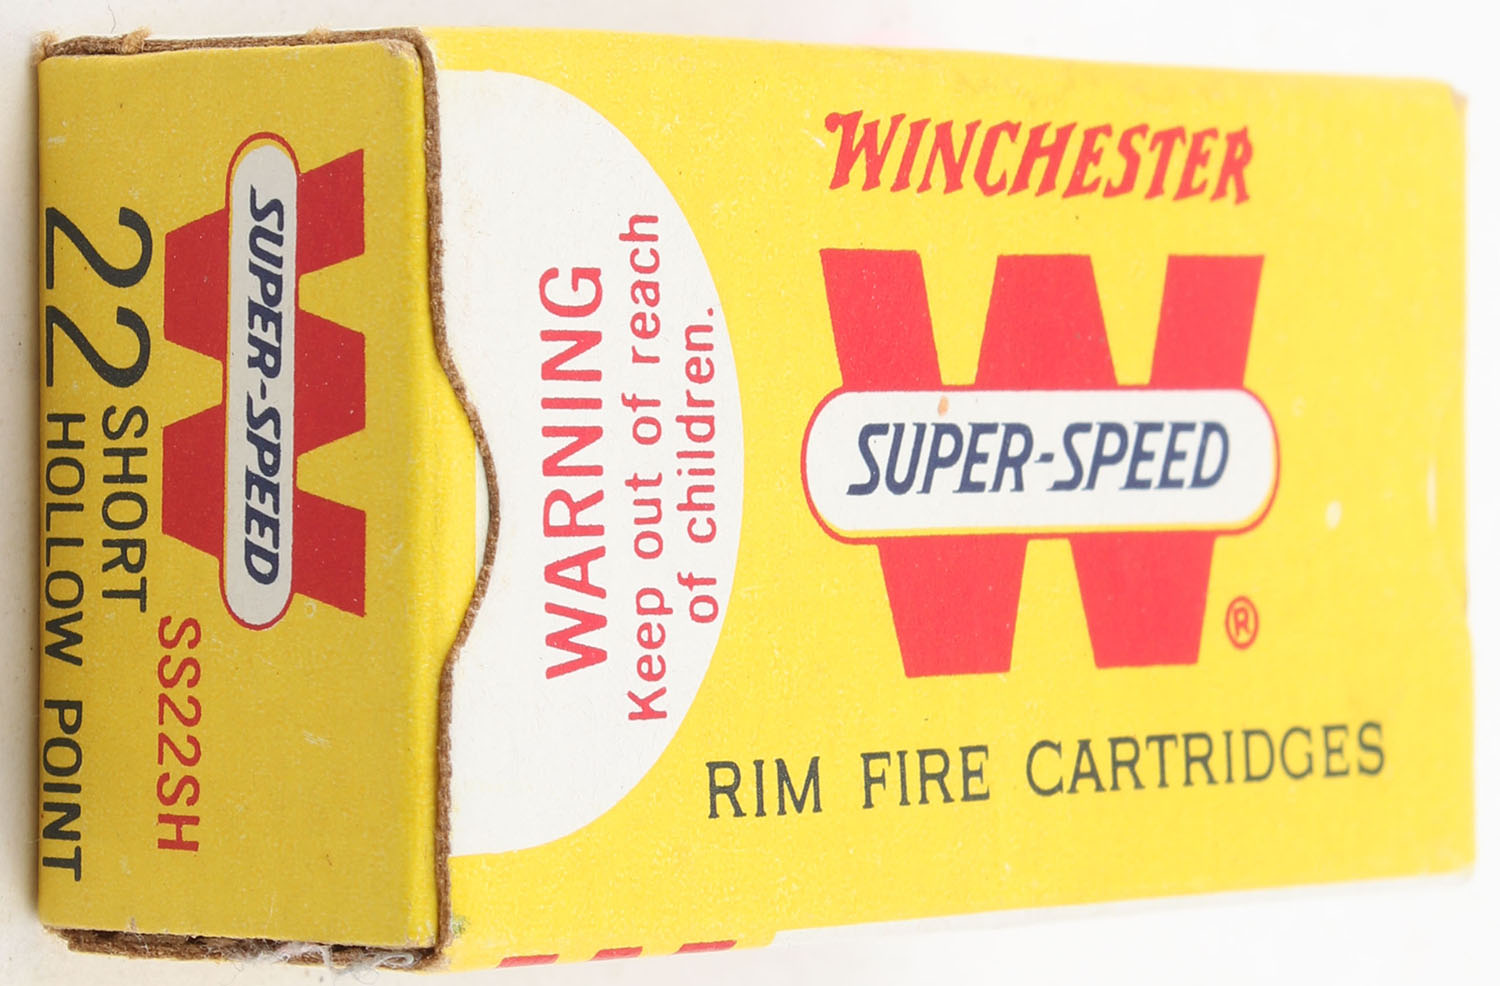 WINCHESTER
SUPER-SPEED
®
RIM FIRE CARTRIDGES
WARNING
Keep out of reach
of children.
SUPER-SPEED
SS22SH
22 SHORT
22 HOLLOW POINT